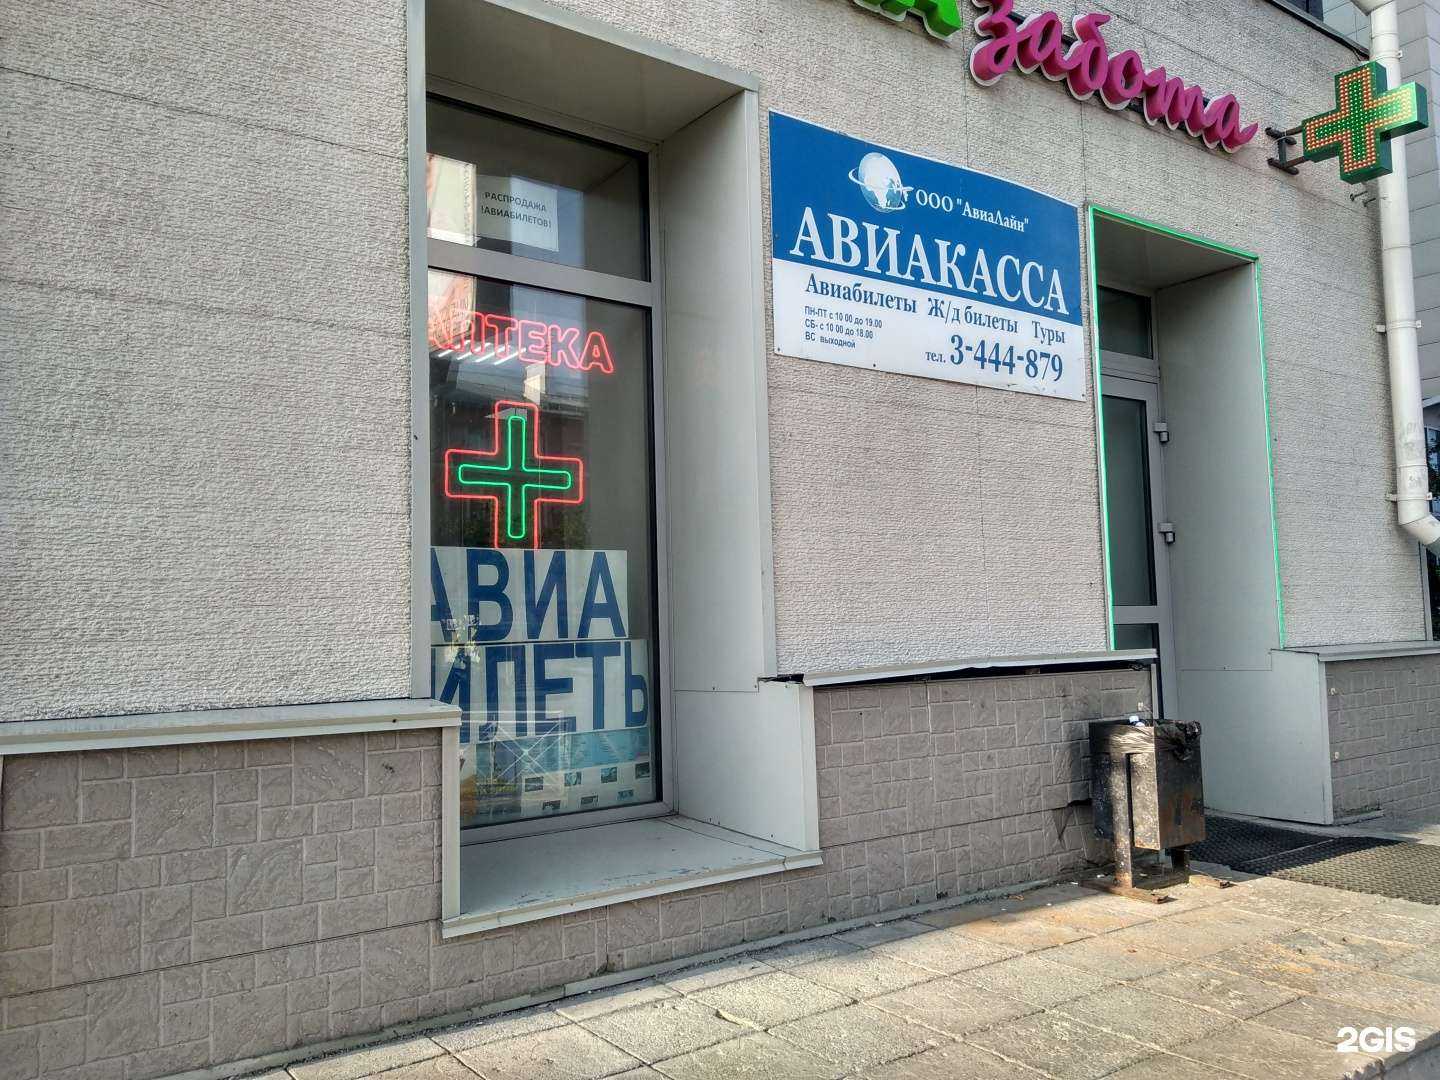 Забота
РАСПРОДАЖА
!АВИАБИЛЕТОВ!
АПТЕКА
АВИА
ИЛЕТЬ
ООО "АвиаЛайн"
АВИАКАССА
Авиабилеты Ж/д билеты Туры
ПН-ПТ с 10 00 до 19.00
СБ- с 10 00 до 18.00
ВС выходной
тел. 3-444-879
2GIS